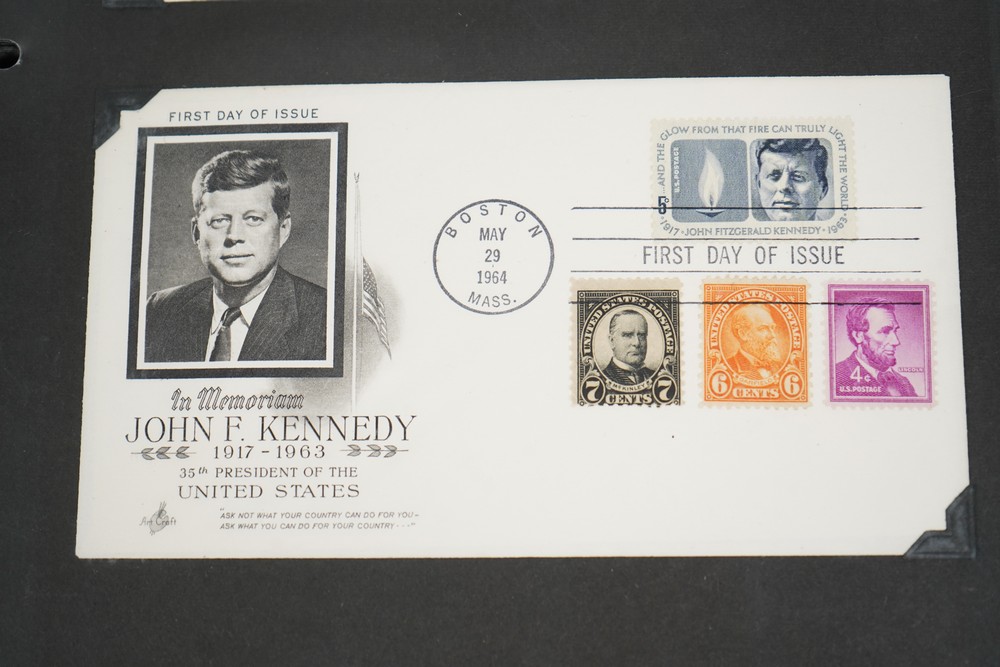 FIRST DAY OF ISSUE
In Memoriam
JOHN F. KENNEDY
1917 - 1963
35th PRESIDENT OF THE
UNITED STATES
"ASK NOT WHAT YOUR COUNTRY CAN DO FOR YOU–
ASK WHAT YOU CAN DO FOR YOUR COUNTRY - - -"
Art Craft
BOSTON
MAY
29
1964
MASS.
...AND THE GLOW FROM THAT FIRE CAN TRULY LIGHT THE WORLD
U.S. POSTAGE
5c
1917 · JOHN FITZGERALD KENNEDY · 1963
FIRST DAY OF ISSUE
UNITED STATES POSTAGE
McKINLEY
7 CENTS 7
UNITED STATES POSTAGE
GARFIELD
6 CENTS 6
LINCOLN
4c
U.S. POSTAGE